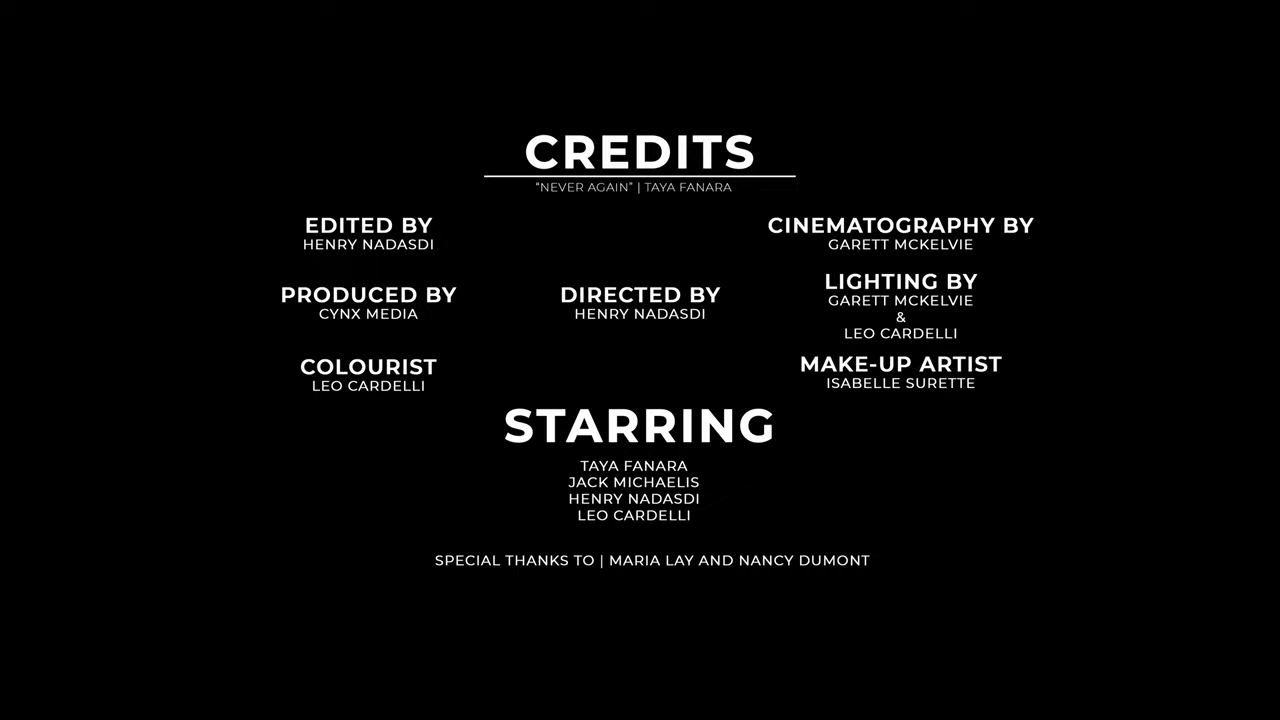 CREDITS
“NEVER AGAIN” | TAYA FANARA
EDITED BY
HENRY NADASDI
PRODUCED BY
CYNX MEDIA
COLOURIST
LEO CARDELLI
DIRECTED BY
HENRY NADASDI
CINEMATOGRAPHY BY
GARETT MCKELVIE
LIGHTING BY
GARETT MCKELVIE
&
LEO CARDELLI
MAKE-UP ARTIST
ISABELLE SURETTE
STARRING
TAYA FANARA
JACK MICHAELIS
HENRY NADASDI
LEO CARDELLI
SPECIAL THANKS TO | MARIA LAY AND NANCY DUMONT